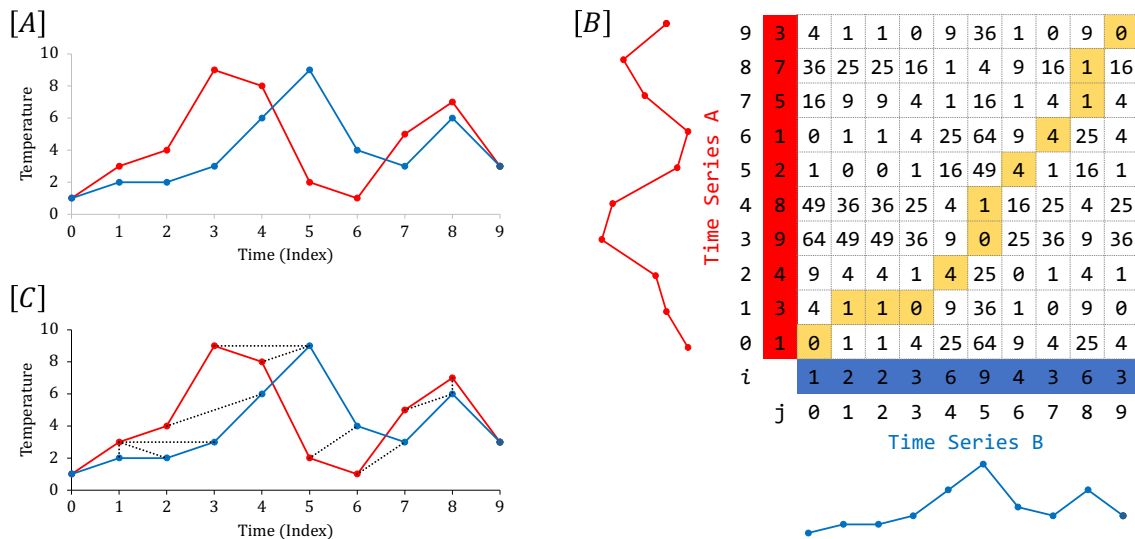 [A]
10
8
6
4
2
0
Temperature
0 1 2 3 4 5 6 7 8 9
Time (Index)
[C]
10
8
6
4
2
0
Temperature
0 1 2 3 4 5 6 7 8 9
Time (Index)
[B]
Time Series A
9 3 4 1 1 0 9 36 1 0 9 0
8 7 36 25 25 16 1 4 9 16 1 16
7 5 16 9 9 4 1 16 1 4 1 4
6 1 0 1 1 4 25 64 9 4 25 4
5 2 1 0 0 1 16 49 4 1 16 1
4 8 49 36 36 25 4 1 16 25 4 25
3 9 64 49 49 36 9 0 25 36 9 36
2 4 9 4 4 1 4 25 0 1 4 1
1 3 4 1 1 0 9 36 1 0 9 0
0 1 0 1 1 4 25 64 9 4 25 4
i 1 2 2 3 6 9 4 3 6 3
j 0 1 2 3 4 5 6 7 8 9
Time Series B